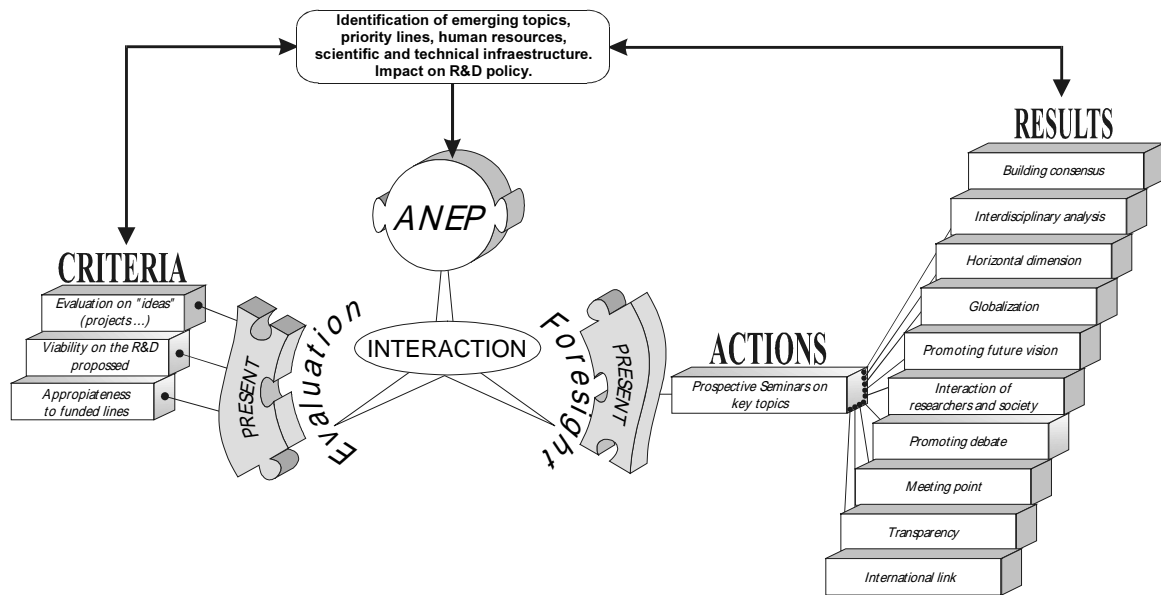 Identification of emerging topics,
priority lines, human resources,
scientific and technical infraestructure.
Impact on R&D policy.
ANEP
CRITERIA
Evaluation on "ideas"
(projects ...)
Viability on the R&D
propossed
Appropiateness
to funded lines
PRESENT
Evaluation
INTERACTION
Foresight
PRESENT
ACTIONS
Prospective Seminars on
key topics
RESULTS
Building consensus
Interdisciplinary analysis
Horizontal dimension
Globalization
Promoting future vision
Interaction of
researchers and society
Promoting debate
Meeting point
Transparency
International link